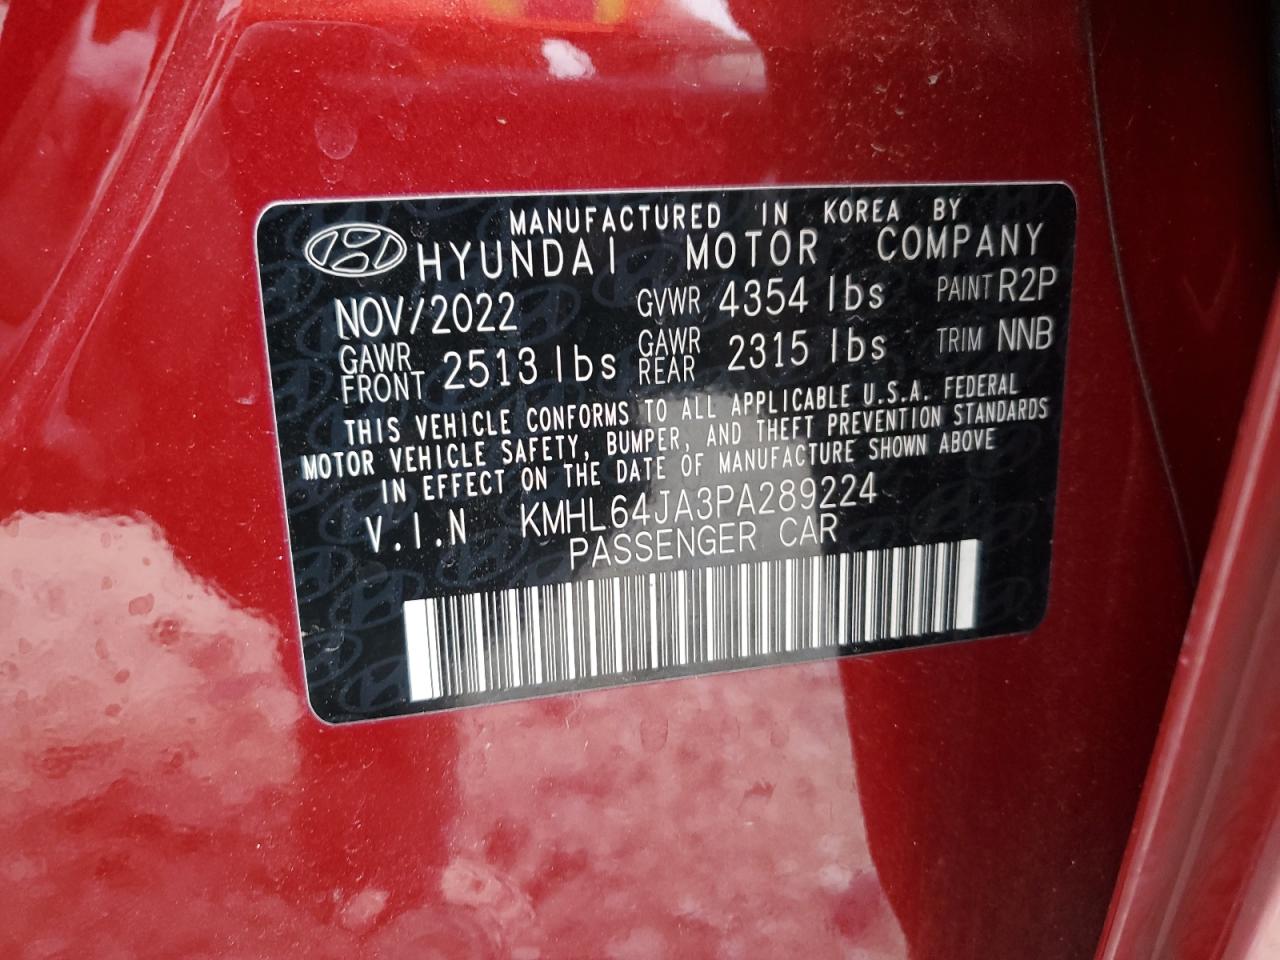 MANUFACTURED IN KOREA BY
HYUNDAI MOTOR COMPANY
NOV/2022 GVWR 4354 lbs PAINT R2P
GAWR FRONT 2513 lbs GAWR REAR 2315 lbs TRIM NNB
THIS VEHICLE CONFORMS TO ALL APPLICABLE U.S.A. FEDERAL
MOTOR VEHICLE SAFETY, BUMPER, AND THEFT PREVENTION STANDARDS
IN EFFECT ON THE DATE OF MANUFACTURE SHOWN ABOVE
V.I.N KMHL64JA3PA289224
PASSENGER CAR